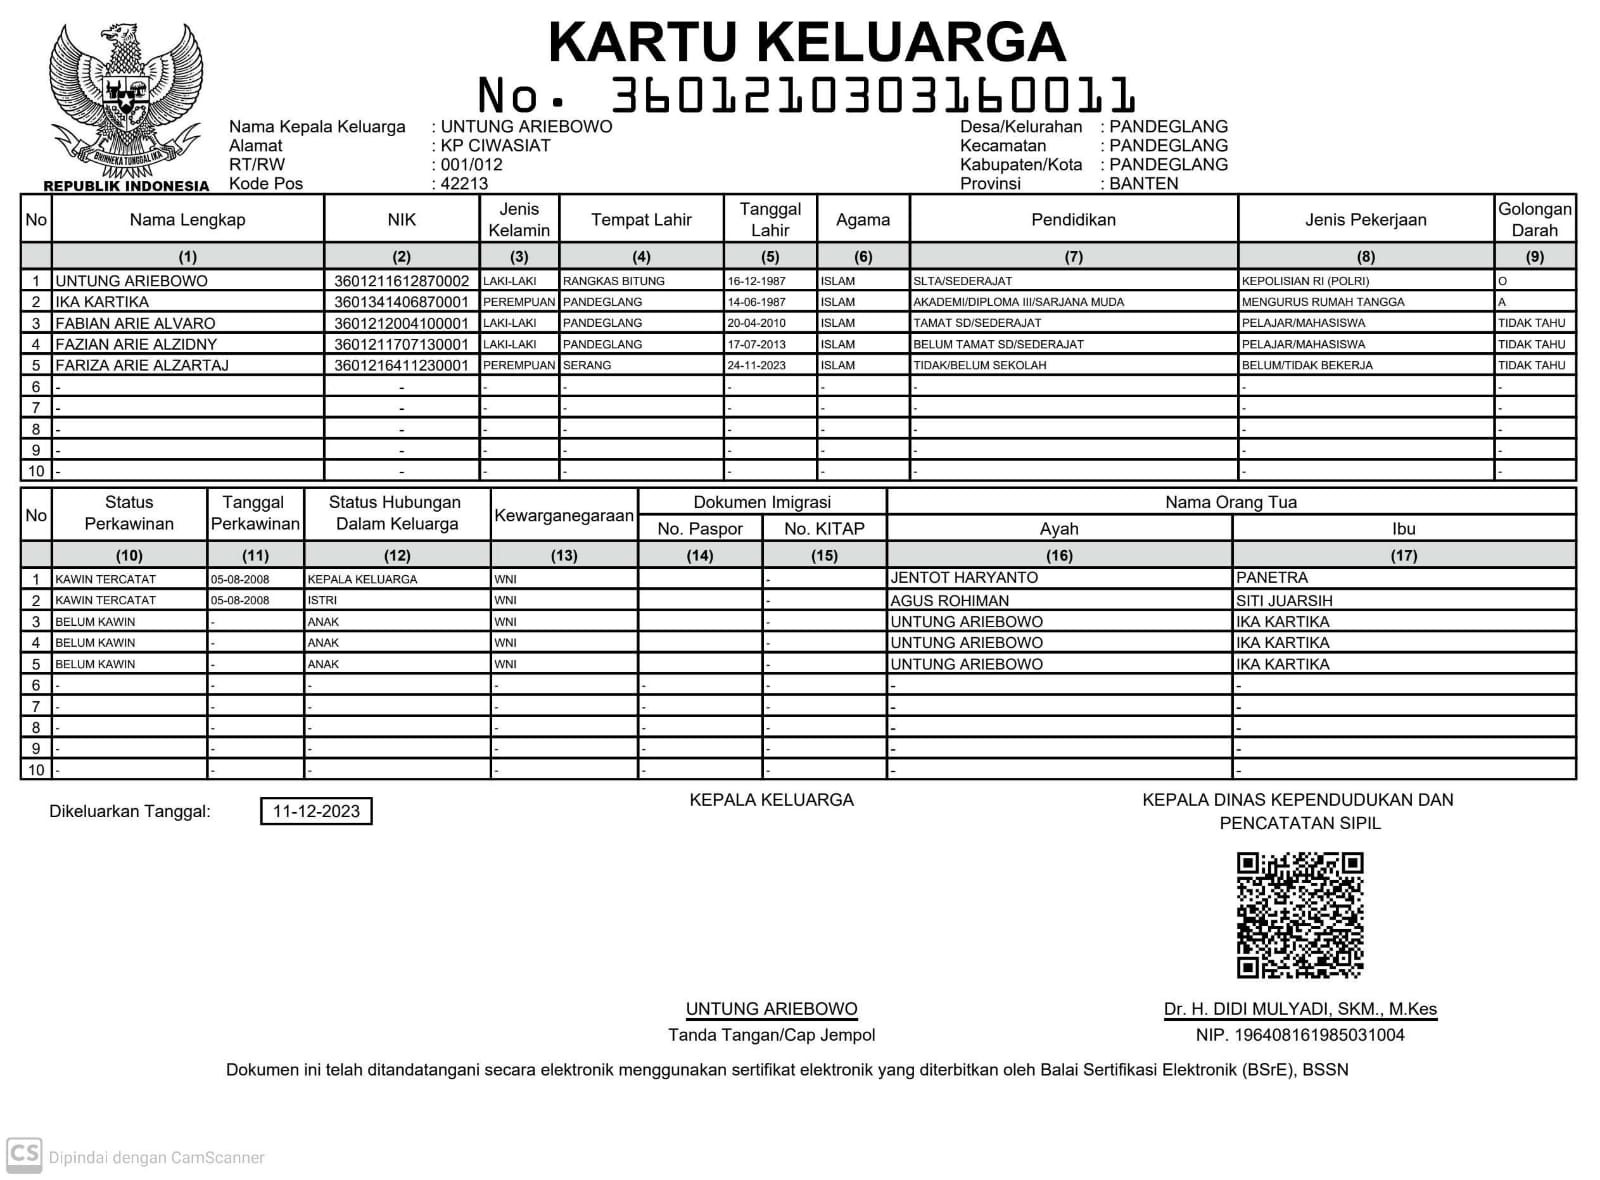 KARTU KELUARGA
No. 3601210303160011
BHINNEKA TUNGGAL IKA
REPUBLIK INDONESIA
Nama Kepala Keluarga : UNTUNG ARIEBOWO
Alamat : KP CIWASIAT
RT/RW : 001/012
Kode Pos : 42213
Desa/Kelurahan : PANDEGLANG
Kecamatan : PANDEGLANG
Kabupaten/Kota : PANDEGLANG
Provinsi : BANTEN
No Nama Lengkap NIK Jenis Kelamin Tempat Lahir Tanggal Lahir Agama Pendidikan Jenis Pekerjaan Golongan Darah
(1) (2) (3) (4) (5) (6) (7) (8) (9)
1 UNTUNG ARIEBOWO 3601211612870002 LAKI-LAKI RANGKAS BITUNG 16-12-1987 ISLAM SLTA/SEDERAJAT KEPOLISIAN RI (POLRI) O
2 IKA KARTIKA 3601341406870001 PEREMPUAN PANDEGLANG 14-06-1987 ISLAM AKADEMI/DIPLOMA III/SARJANA MUDA MENGURUS RUMAH TANGGA A
3 FABIAN ARIE ALVARO 3601212004100001 LAKI-LAKI PANDEGLANG 20-04-2010 ISLAM TAMAT SD/SEDERAJAT PELAJAR/MAHASISWA TIDAK TAHU
4 FAZIAN ARIE ALZIDNY 3601211707130001 LAKI-LAKI PANDEGLANG 17-07-2013 ISLAM BELUM TAMAT SD/SEDERAJAT PELAJAR/MAHASISWA TIDAK TAHU
5 FARIZA ARIE ALZARTAJ 3601216411230001 PEREMPUAN SERANG 24-11-2023 ISLAM TIDAK/BELUM SEKOLAH BELUM/TIDAK BEKERJA TIDAK TAHU
6 - - - - - - - - -
7 - - - - - - - - -
8 - - - - - - - - -
9 - - - - - - - - -
10 - - - - - - - - -
No Status Perkawinan Tanggal Perkawinan Status Hubungan Dalam Keluarga Kewarganegaraan Dokumen Imigrasi Nama Orang Tua
No. Paspor No. KITAP Ayah Ibu
(10) (11) (12) (13) (14) (15) (16) (17)
1 KAWIN TERCATAT 05-08-2008 KEPALA KELUARGA WNI - JENTOT HARYANTO PANETRA
2 KAWIN TERCATAT 05-08-2008 ISTRI WNI - AGUS ROHIMAN SITI JUARSIH
3 BELUM KAWIN - ANAK WNI - UNTUNG ARIEBOWO IKA KARTIKA
4 BELUM KAWIN - ANAK WNI - UNTUNG ARIEBOWO IKA KARTIKA
5 BELUM KAWIN - ANAK WNI - UNTUNG ARIEBOWO IKA KARTIKA
6 - - - - - - - -
7 - - - - - - - -
8 - - - - - - - -
9 - - - - - - - -
10 - - - - - - - -
Dikeluarkan Tanggal: 11-12-2023
KEPALA KELUARGA
UNTUNG ARIEBOWO
Tanda Tangan/Cap Jempol
KEPALA DINAS KEPENDUDUKAN DAN
PENCATATAN SIPIL
Dr. H. DIDI MULYADI, SKM., M.Kes
NIP. 196408161985031004
Dokumen ini telah ditandatangani secara elektronik menggunakan sertifikat elektronik yang diterbitkan oleh Balai Sertifikasi Elektronik (BSrE), BSSN
CS Dipindai dengan CamScanner